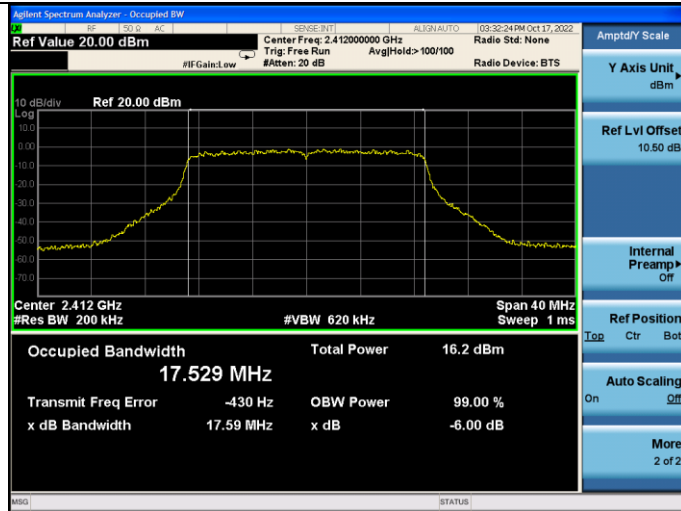 Agilent Spectrum Analyzer - Occupied BW
LXI RF 50 Ω AC SENSE:INT ALIGN AUTO 03:32:24 PM Oct 17, 2022
Ref Value 20.00 dBm Center Freq: 2.412000000 GHz Radio Std: None
Trig: Free Run Avg|Hold:> 100/100
#IFGain:Low #Atten: 20 dB Radio Device: BTS
10 dB/div Ref 20.00 dBm
Log
10.0
0.00
-10.0
-20.0
-30.0
-40.0
-50.0
-60.0
-70.0
Center 2.412 GHz Span 40 MHz
#Res BW 200 kHz #VBW 620 kHz Sweep 1 ms
Occupied Bandwidth Total Power 16.2 dBm
17.529 MHz
Transmit Freq Error -430 Hz OBW Power 99.00 %
x dB Bandwidth 17.59 MHz x dB -6.00 dB
MSG STATUS
Amptd/Y Scale
Y Axis Unit
dBm
Ref Lvl Offset
10.50 dB
Internal
Preamp
Off
Ref Position
Top Ctr Bot
Auto Scaling
On Off
More
2 of 2